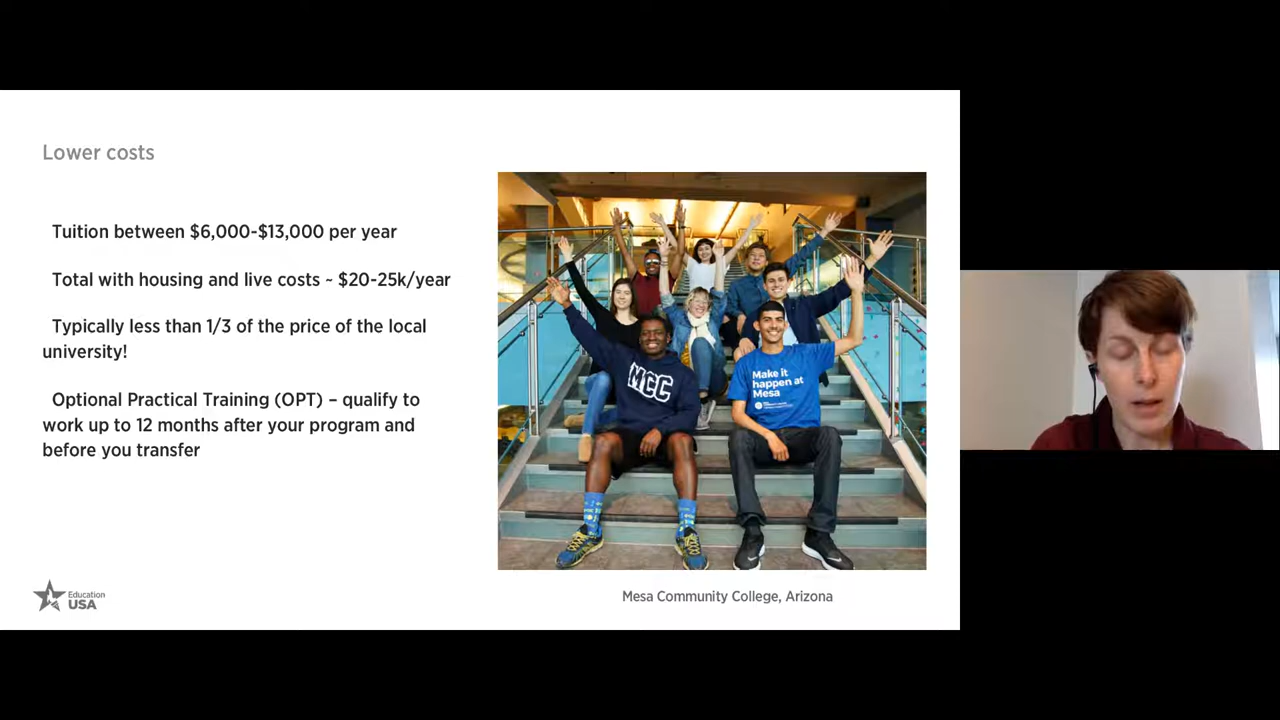 Lower costs
Tuition between $6,000-$13,000 per year
Total with housing and live costs ~ $20-25k/year
Typically less than 1/3 of the price of the local
university!
Optional Practical Training (OPT) – qualify to
work up to 12 months after your program and
before you transfer
MCC
Make it
happen at
Mesa
Education
USA
Mesa Community College, Arizona